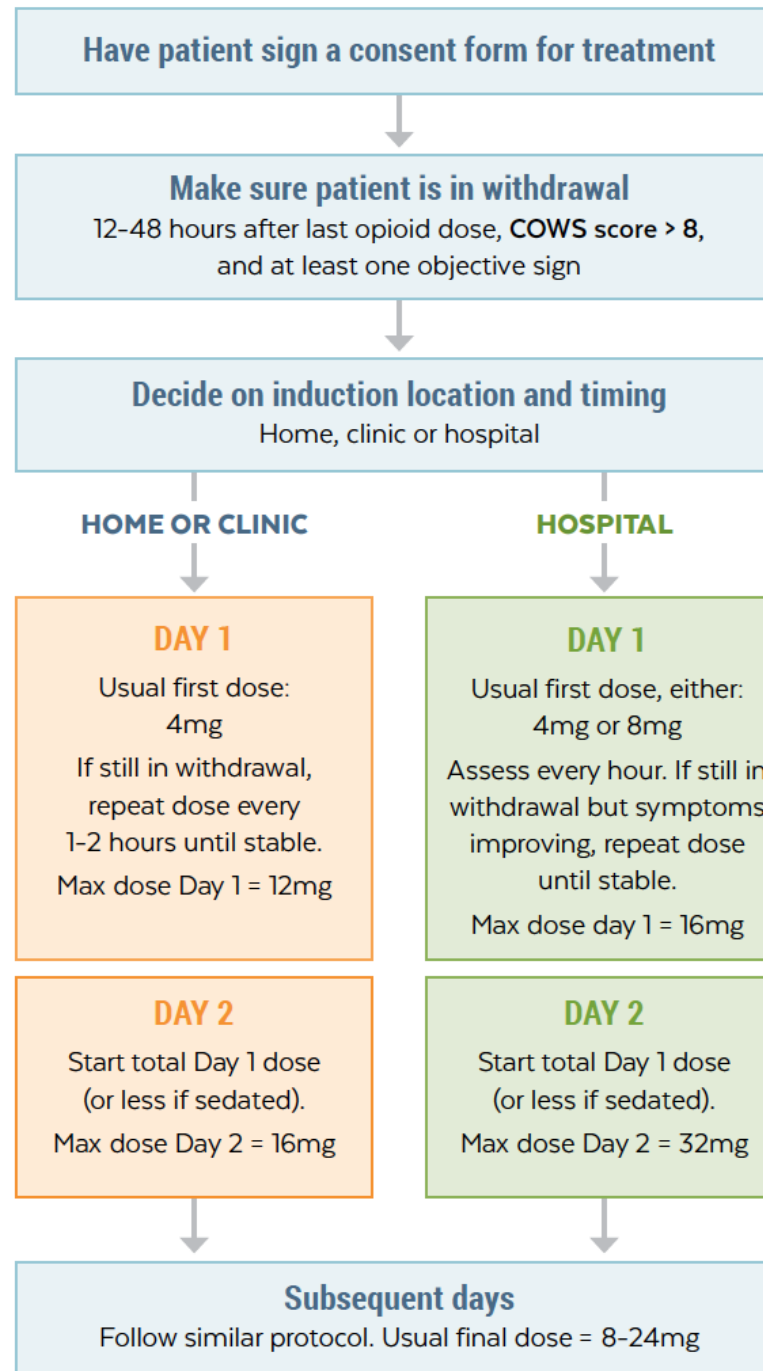 Have patient sign a consent form for treatment
Make sure patient is in withdrawal
12-48 hours after last opioid dose, COWS score > 8,
and at least one objective sign
Decide on induction location and timing
Home, clinic or hospital
HOME OR CLINIC
DAY 1
Usual first dose:
4mg
If still in withdrawal,
repeat dose every
1-2 hours until stable.
Max dose Day 1 = 12mg
DAY 2
Start total Day 1 dose
(or less if sedated).
Max dose Day 2 = 16mg
HOSPITAL
DAY 1
Usual first dose, either:
4mg or 8mg
Assess every hour. If still in
withdrawal but symptoms
improving, repeat dose
until stable.
Max dose day 1 = 16mg
DAY 2
Start total Day 1 dose
(or less if sedated).
Max dose Day 2 = 32mg
Subsequent days
Follow similar protocol. Usual final dose = 8-24mg